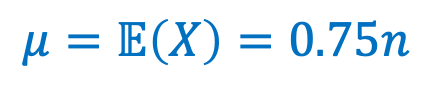 μ = 𝔼(X) = 0.75n